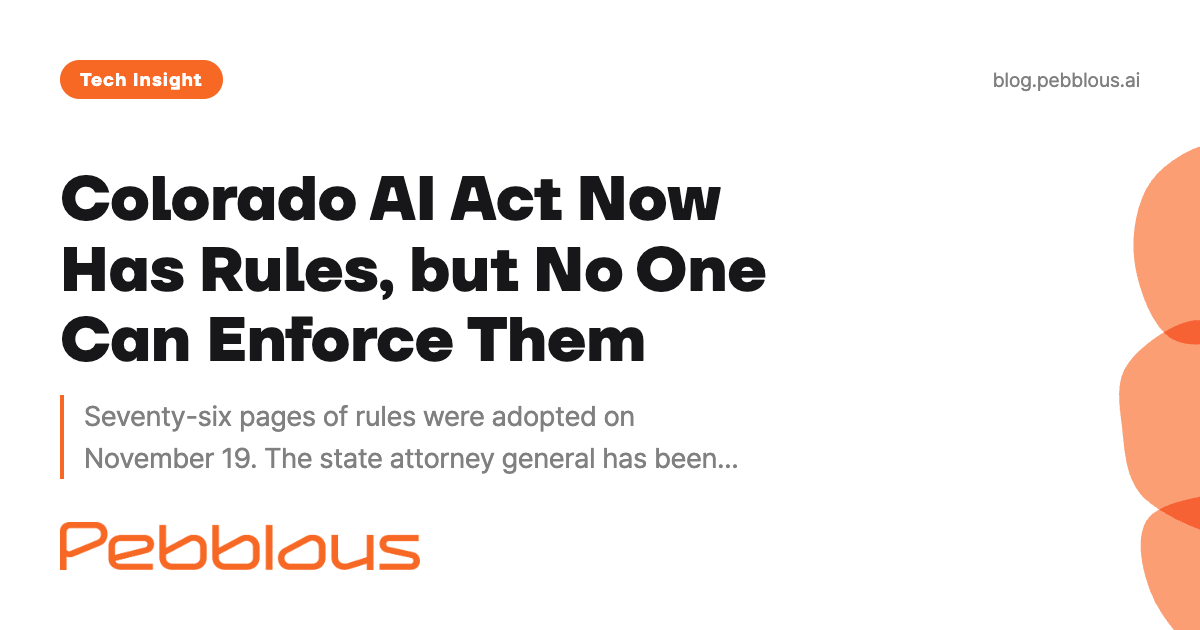 Tech Insight
blog.pebblous.ai
Colorado AI Act Now
Has Rules, but No One
Can Enforce Them
Seventy-six pages of rules were adopted on
November 19. The state attorney general has been...
Pebblous